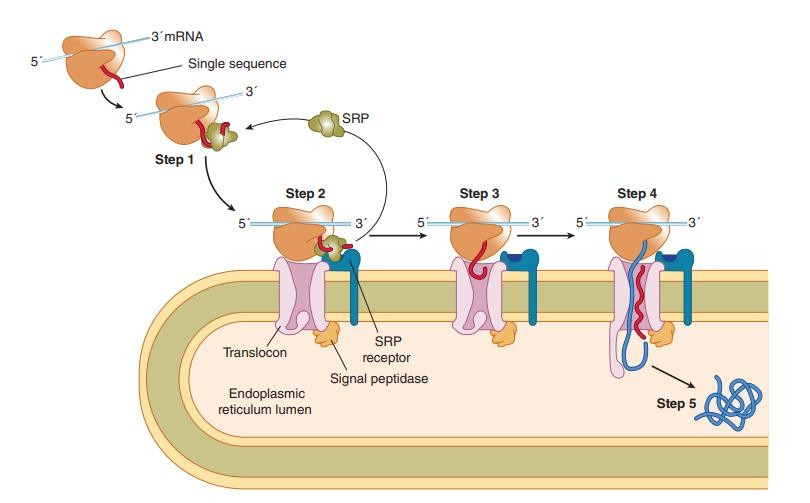 3´mRNA
5´
Single sequence
3´
5´
SRP
Step 1
Step 2
Step 3
Step 4
5´
3´
5´
3´
5´
3´
Translocon
SRP
receptor
Signal peptidase
Endoplasmic
reticulum lumen
Step 5